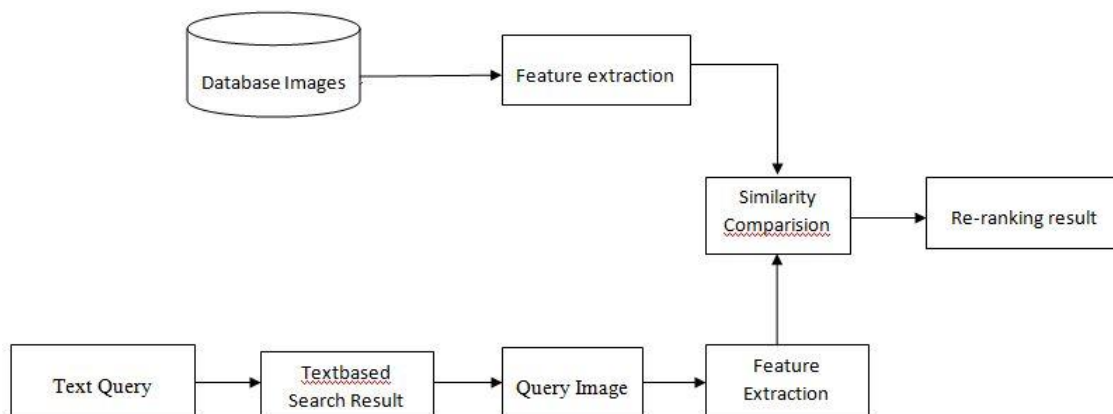 Database Images
Feature extraction
Similarity
Comparision
Re-ranking result
Text Query
Textbased
Search Result
Query Image
Feature
Extraction